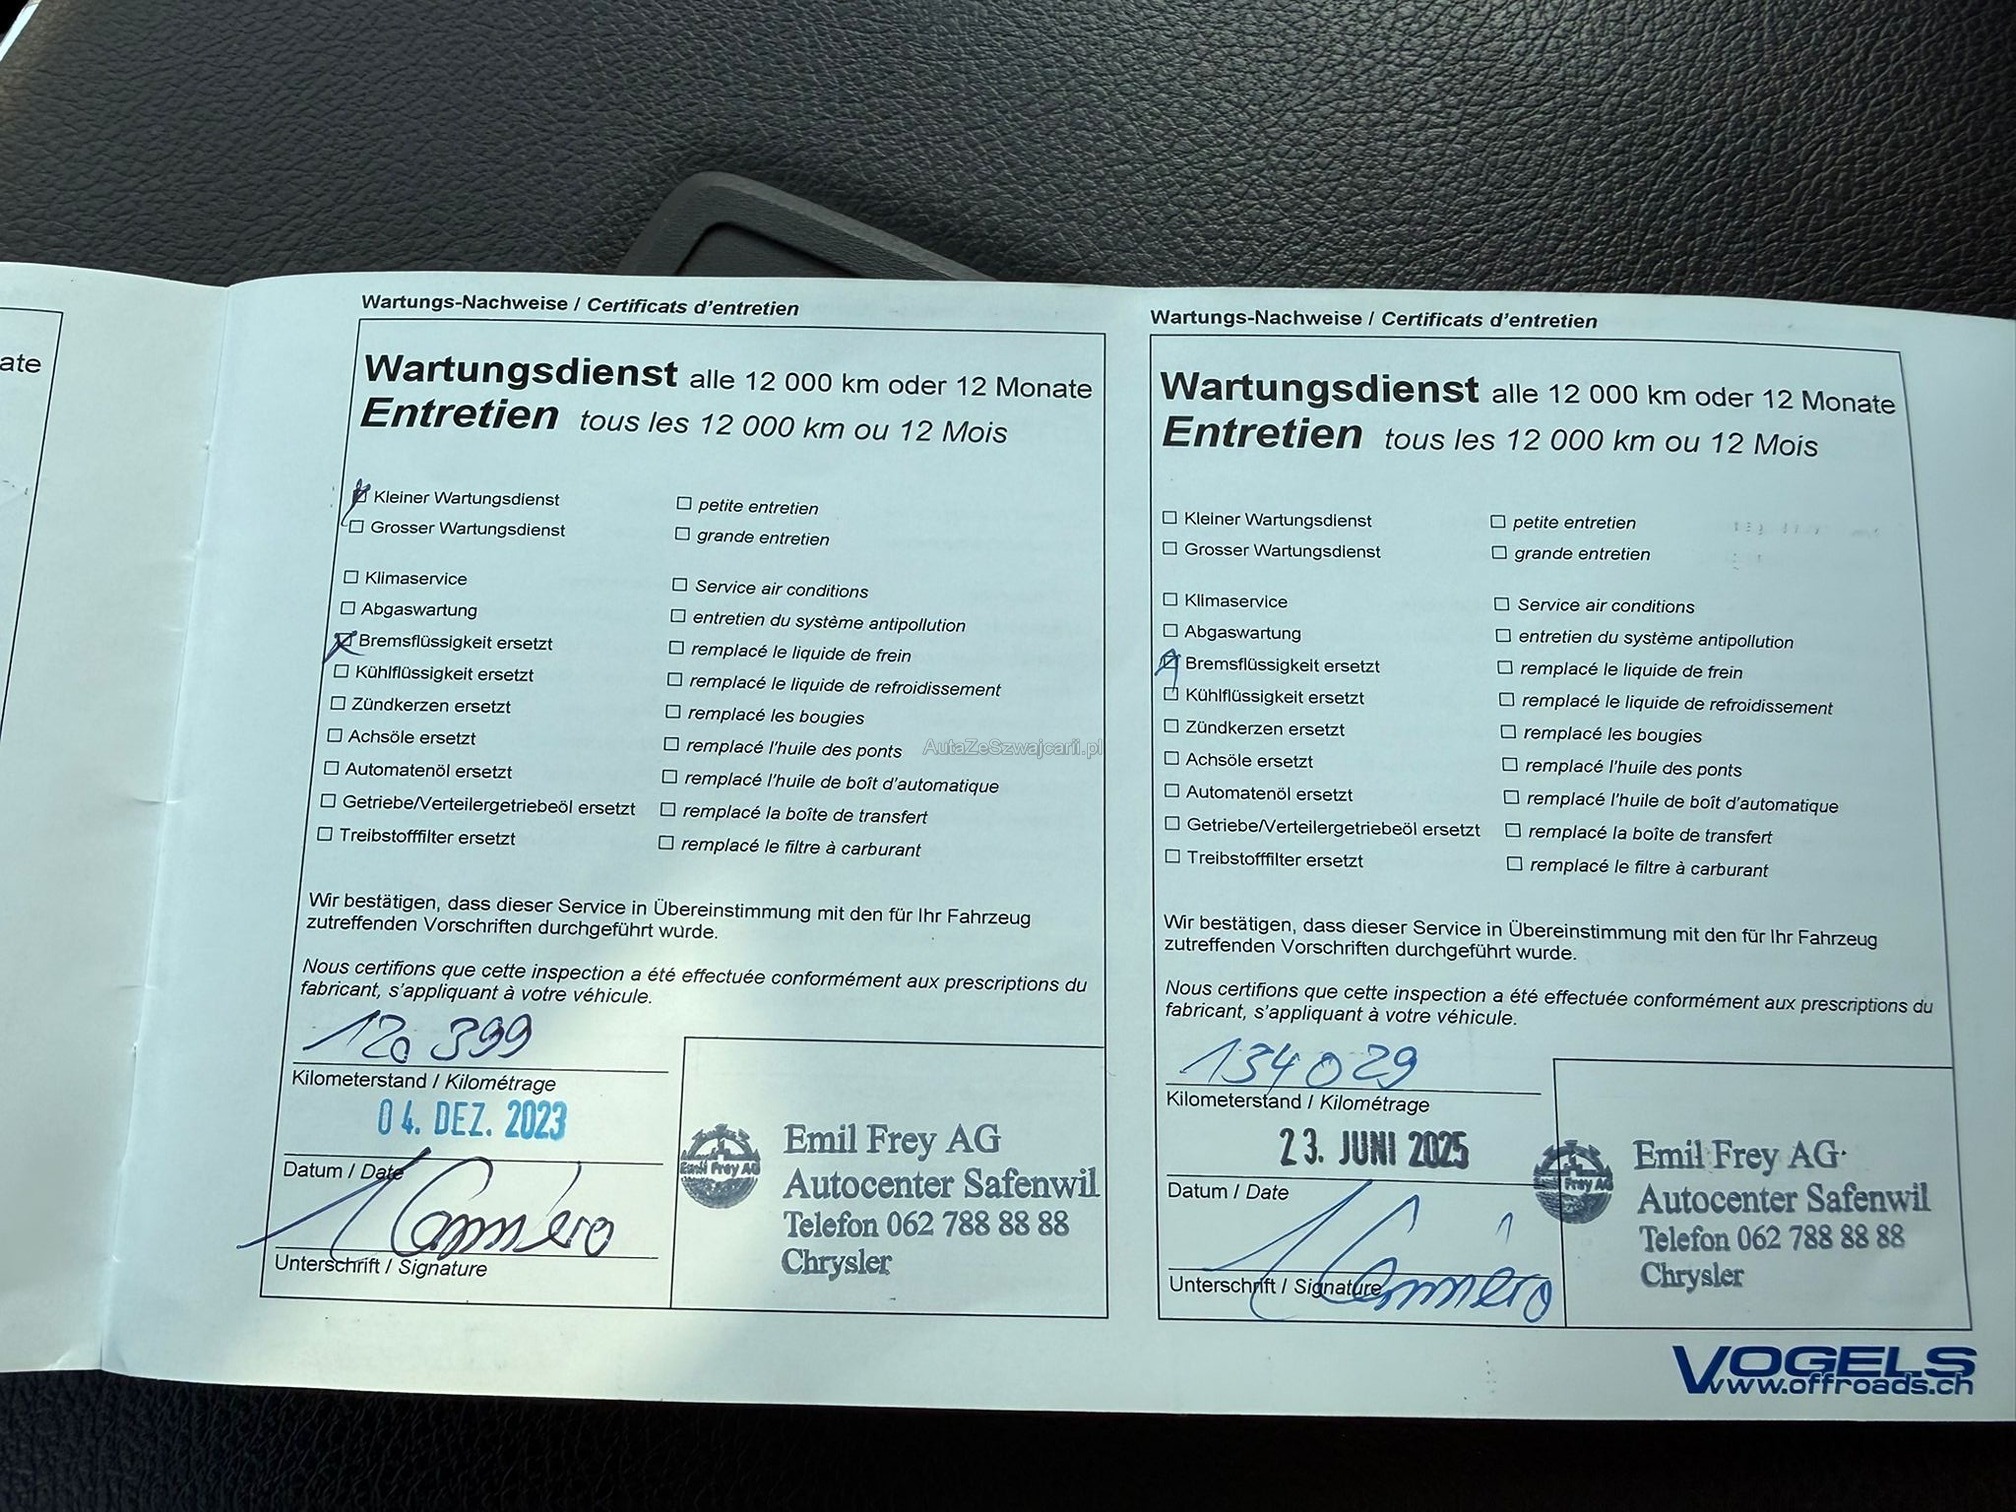 ate
Wartungs-Nachweise / Certificats d'entretien
Wartungsdienst alle 12 000 km oder 12 Monate
Entretien tous les 12 000 km ou 12 Mois
☒ Kleiner Wartungsdienst ☐ petite entretien
☐ Grosser Wartungsdienst ☐ grande entretien
☐ Klimaservice ☐ Service air conditions
☐ Abgaswartung ☐ entretien du système antipollution
☒ Bremsflüssigkeit ersetzt ☐ remplacé le liquide de frein
☐ Kühlflüssigkeit ersetzt ☐ remplacé le liquide de refroidissement
☐ Zündkerzen ersetzt ☐ remplacé les bougies
☐ Achsöle ersetzt ☐ remplacé l'huile des ponts
☐ Automatenöl ersetzt ☐ remplacé l'huile de boît d'automatique
☐ Getriebe/Verteilergetriebeöl ersetzt ☐ remplacé la boîte de transfert
☐ Treibstofffilter ersetzt ☐ remplacé le filtre à carburant
Wir bestätigen, dass dieser Service in Übereinstimmung mit den für Ihr Fahrzeug
zutreffenden Vorschriften durchgeführt wurde.
Nous certifions que cette inspection a été effectuée conformément aux prescriptions du
fabricant, s'appliquant à votre véhicule.
120 399
Kilometerstand / Kilométrage
04. DEZ. 2023
Datum / Date
Unterschrift / Signature
Emil Frey AG
Emil Frey AG
Autocenter Safenwil
Telefon 062 788 88 88
Chrysler
AutaZeSzwajcarii.pl
Wartungs-Nachweise / Certificats d'entretien
Wartungsdienst alle 12 000 km oder 12 Monate
Entretien tous les 12 000 km ou 12 Mois
☐ Kleiner Wartungsdienst ☐ petite entretien
☐ Grosser Wartungsdienst ☐ grande entretien
☐ Klimaservice ☐ Service air conditions
☐ Abgaswartung ☐ entretien du système antipollution
☒ Bremsflüssigkeit ersetzt ☐ remplacé le liquide de frein
☐ Kühlflüssigkeit ersetzt ☐ remplacé le liquide de refroidissement
☐ Zündkerzen ersetzt ☐ remplacé les bougies
☐ Achsöle ersetzt ☐ remplacé l'huile des ponts
☐ Automatenöl ersetzt ☐ remplacé l'huile de boît d'automatique
☐ Getriebe/Verteilergetriebeöl ersetzt ☐ remplacé la boîte de transfert
☐ Treibstofffilter ersetzt ☐ remplacé le filtre à carburant
Wir bestätigen, dass dieser Service in Übereinstimmung mit den für Ihr Fahrzeug
zutreffenden Vorschriften durchgeführt wurde.
Nous certifions que cette inspection a été effectuée conformément aux prescriptions du
fabricant, s'appliquant à votre véhicule.
134029
Kilometerstand / Kilométrage
23. JUNI 2025
Datum / Date
Unterschrift / Signature
Frey AG
Emil Frey AG
Autocenter Safenwil
Telefon 062 788 88 88
Chrysler
VOGELS
www.offroads.ch